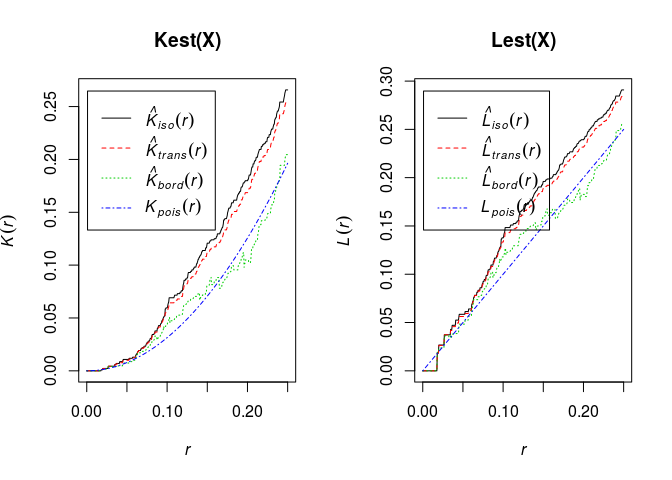 Kest(X)
K(r)
0.00 0.05 0.10 0.15 0.20 0.25
K̂iso(r)
K̂trans(r)
K̂bord(r)
Kpois(r)
0.00 0.10 0.20
r
Lest(X)
L(r)
0.00 0.05 0.10 0.15 0.20 0.25 0.30
L̂iso(r)
L̂trans(r)
L̂bord(r)
Lpois(r)
0.00 0.10 0.20
r